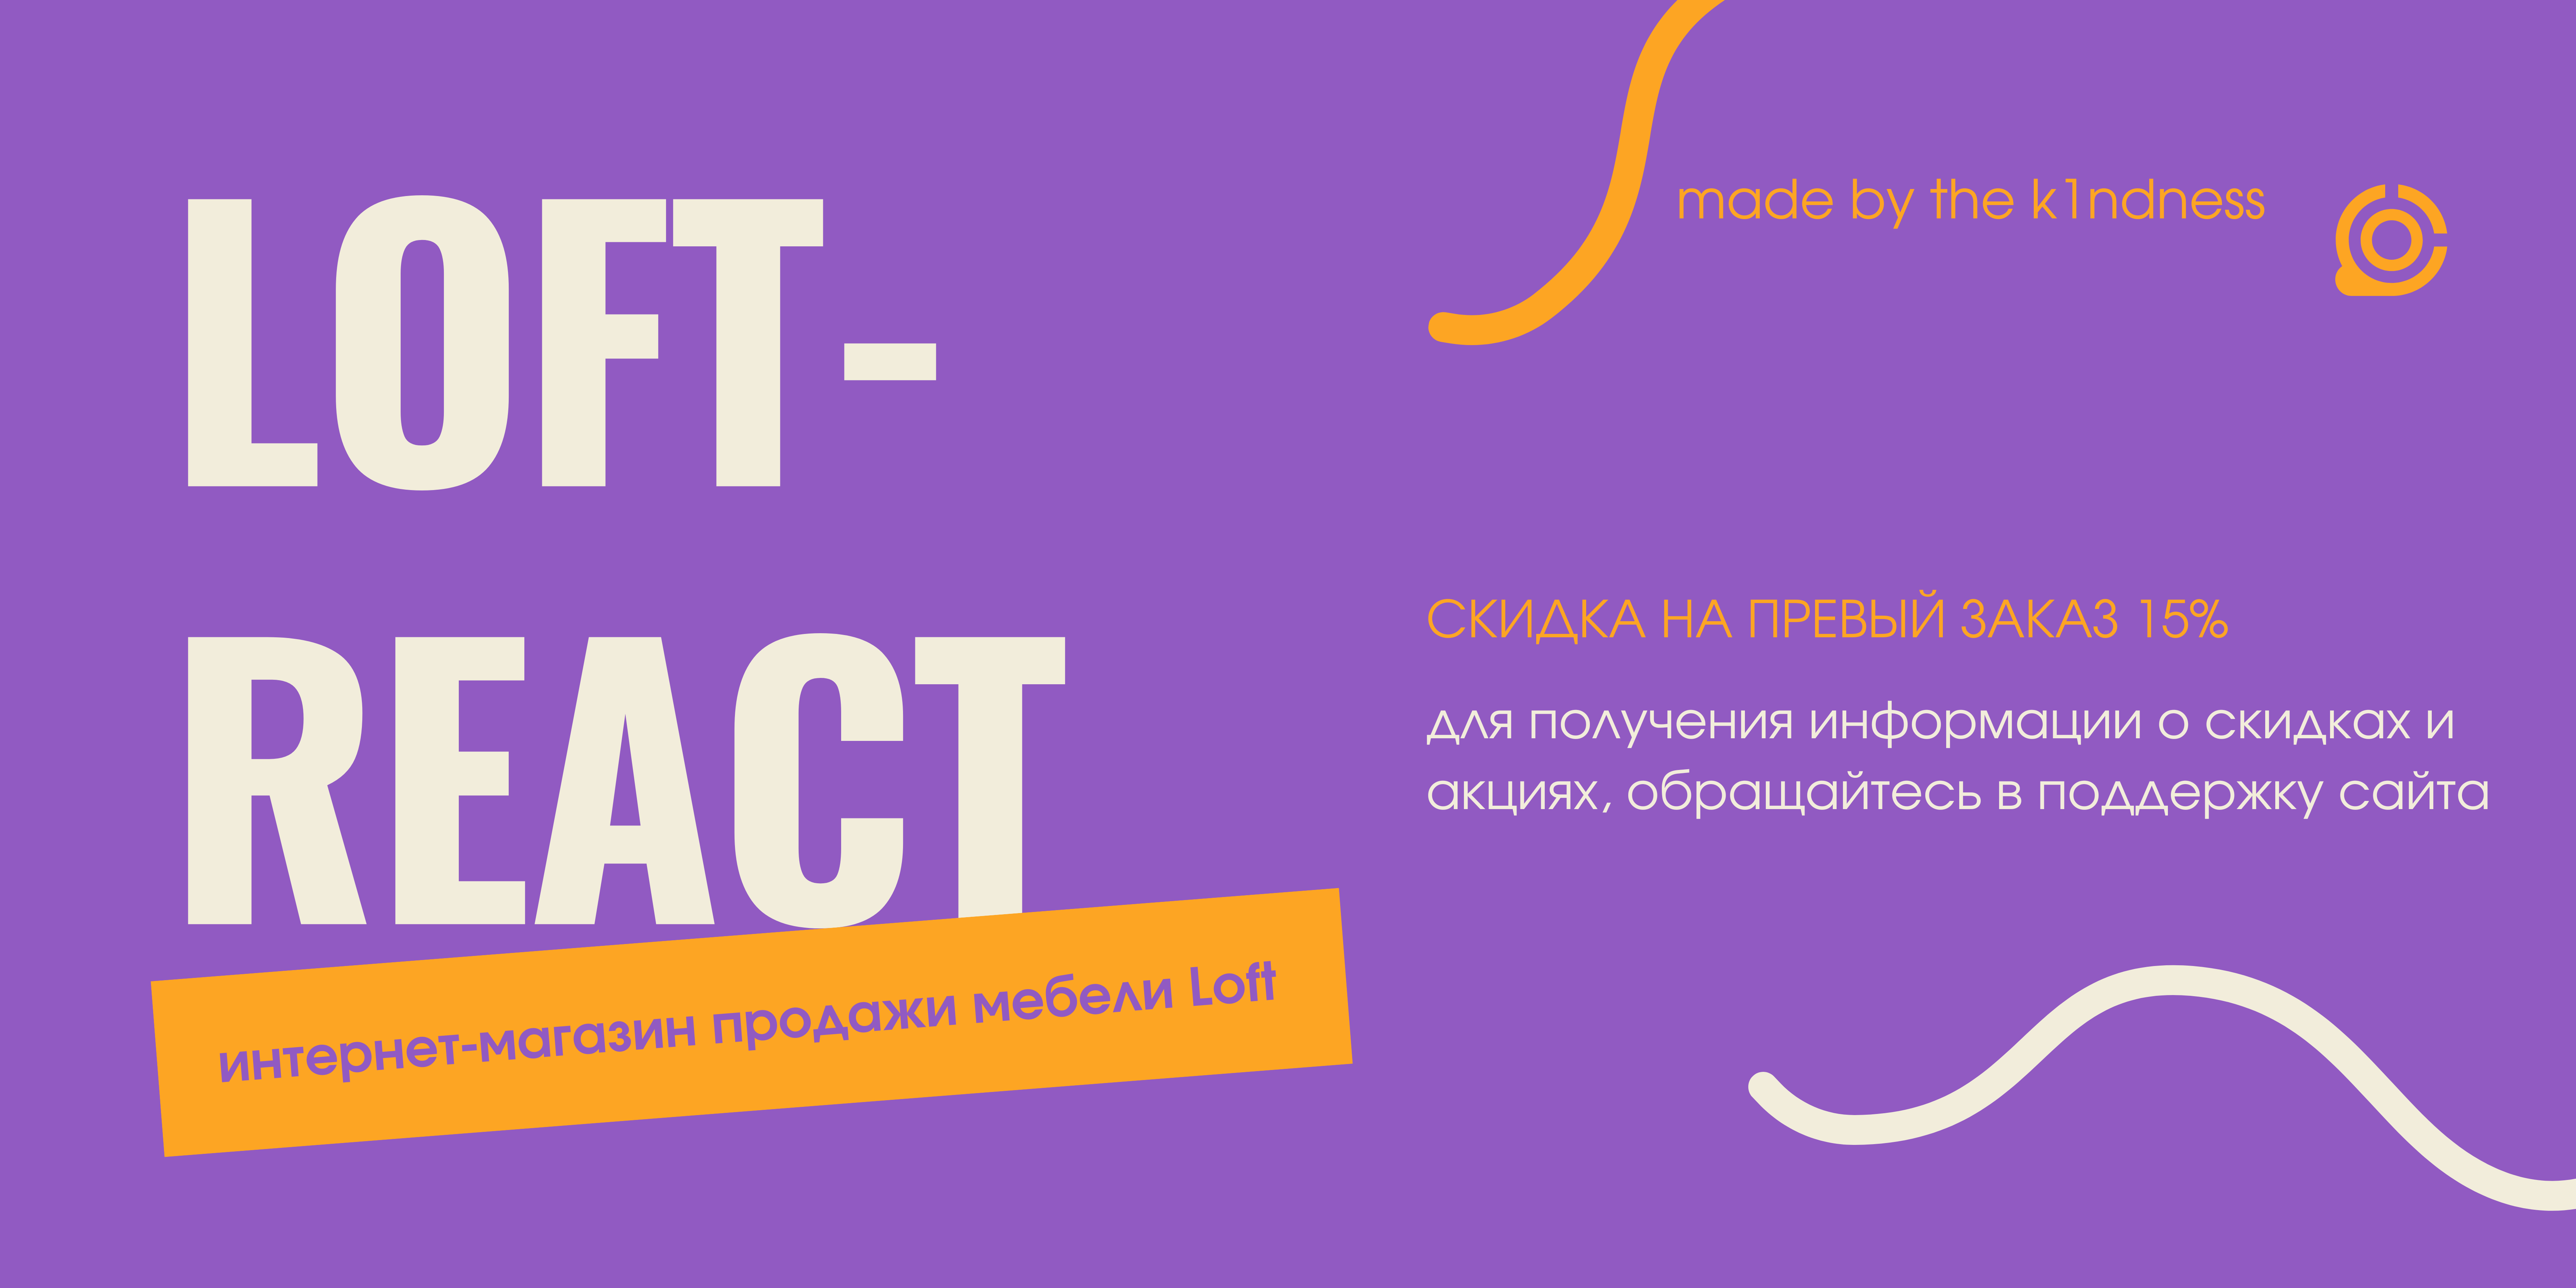 LOFT-
REACT
интернет-магазин продажи мебели Loft
made by the k1ndness
СКИДКА НА ПРЕВЫЙ ЗАКАЗ 15%
для получения информации о скидках и
акциях, обращайтесь в поддержку сайта